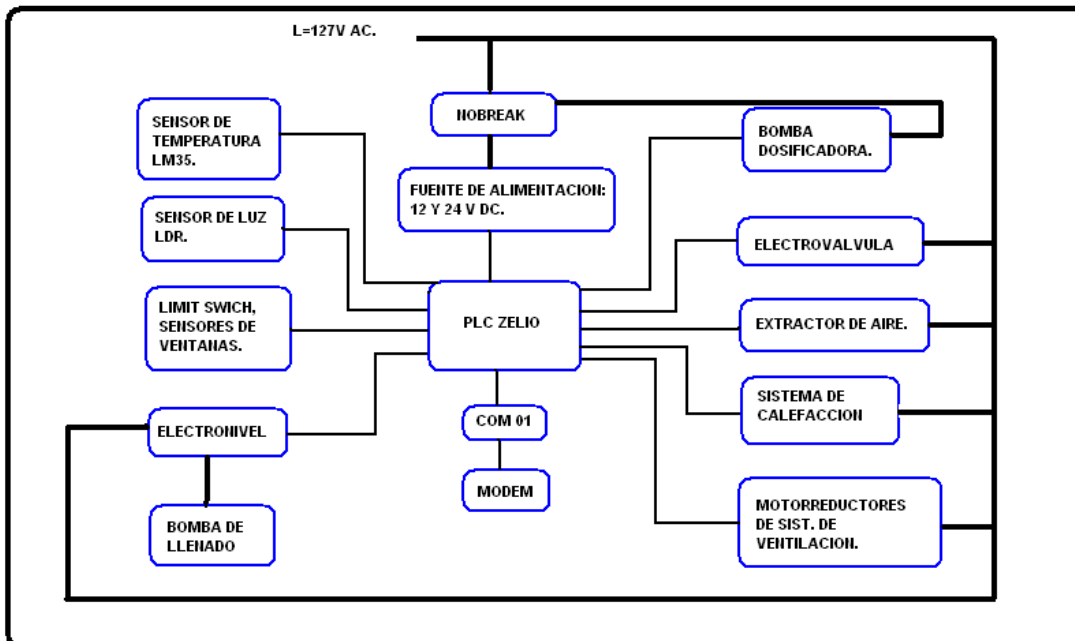 L=127V AC.
SENSOR DE
TEMPERATURA
LM35.
NOBREAK
BOMBA
DOSIFICADORA.
FUENTE DE ALIMENTACION:
12 Y 24 V DC.
SENSOR DE LUZ
LDR.
ELECTROVALVULA
LIMIT SWICH,
SENSORES DE
VENTANAS.
PLC ZELIO
EXTRACTOR DE AIRE.
SISTEMA DE
CALEFACCION
ELECTRONIVEL
COM 01
MODEM
BOMBA DE
LLENADO
MOTORREDUCTORES
DE SIST. DE
VENTILACION.